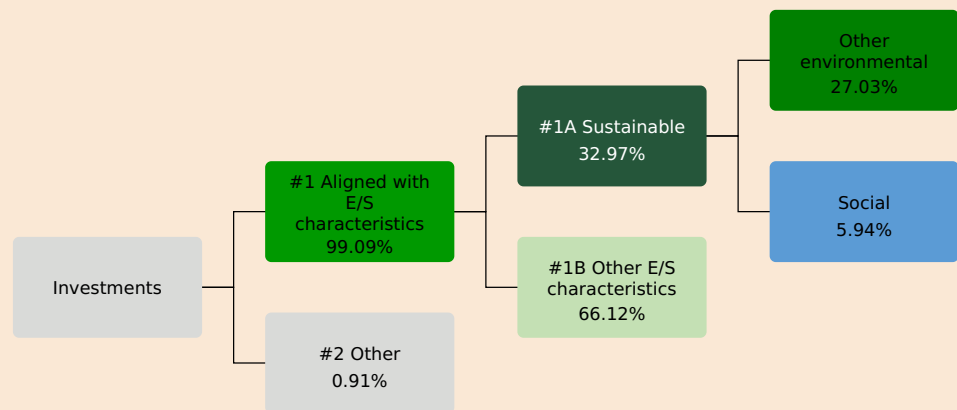 Investments
#1 Aligned with
E/S
characteristics
99.09%
#2 Other
0.91%
#1A Sustainable
32.97%
#1B Other E/S
characteristics
66.12%
Other
environmental
27.03%
Social
5.94%